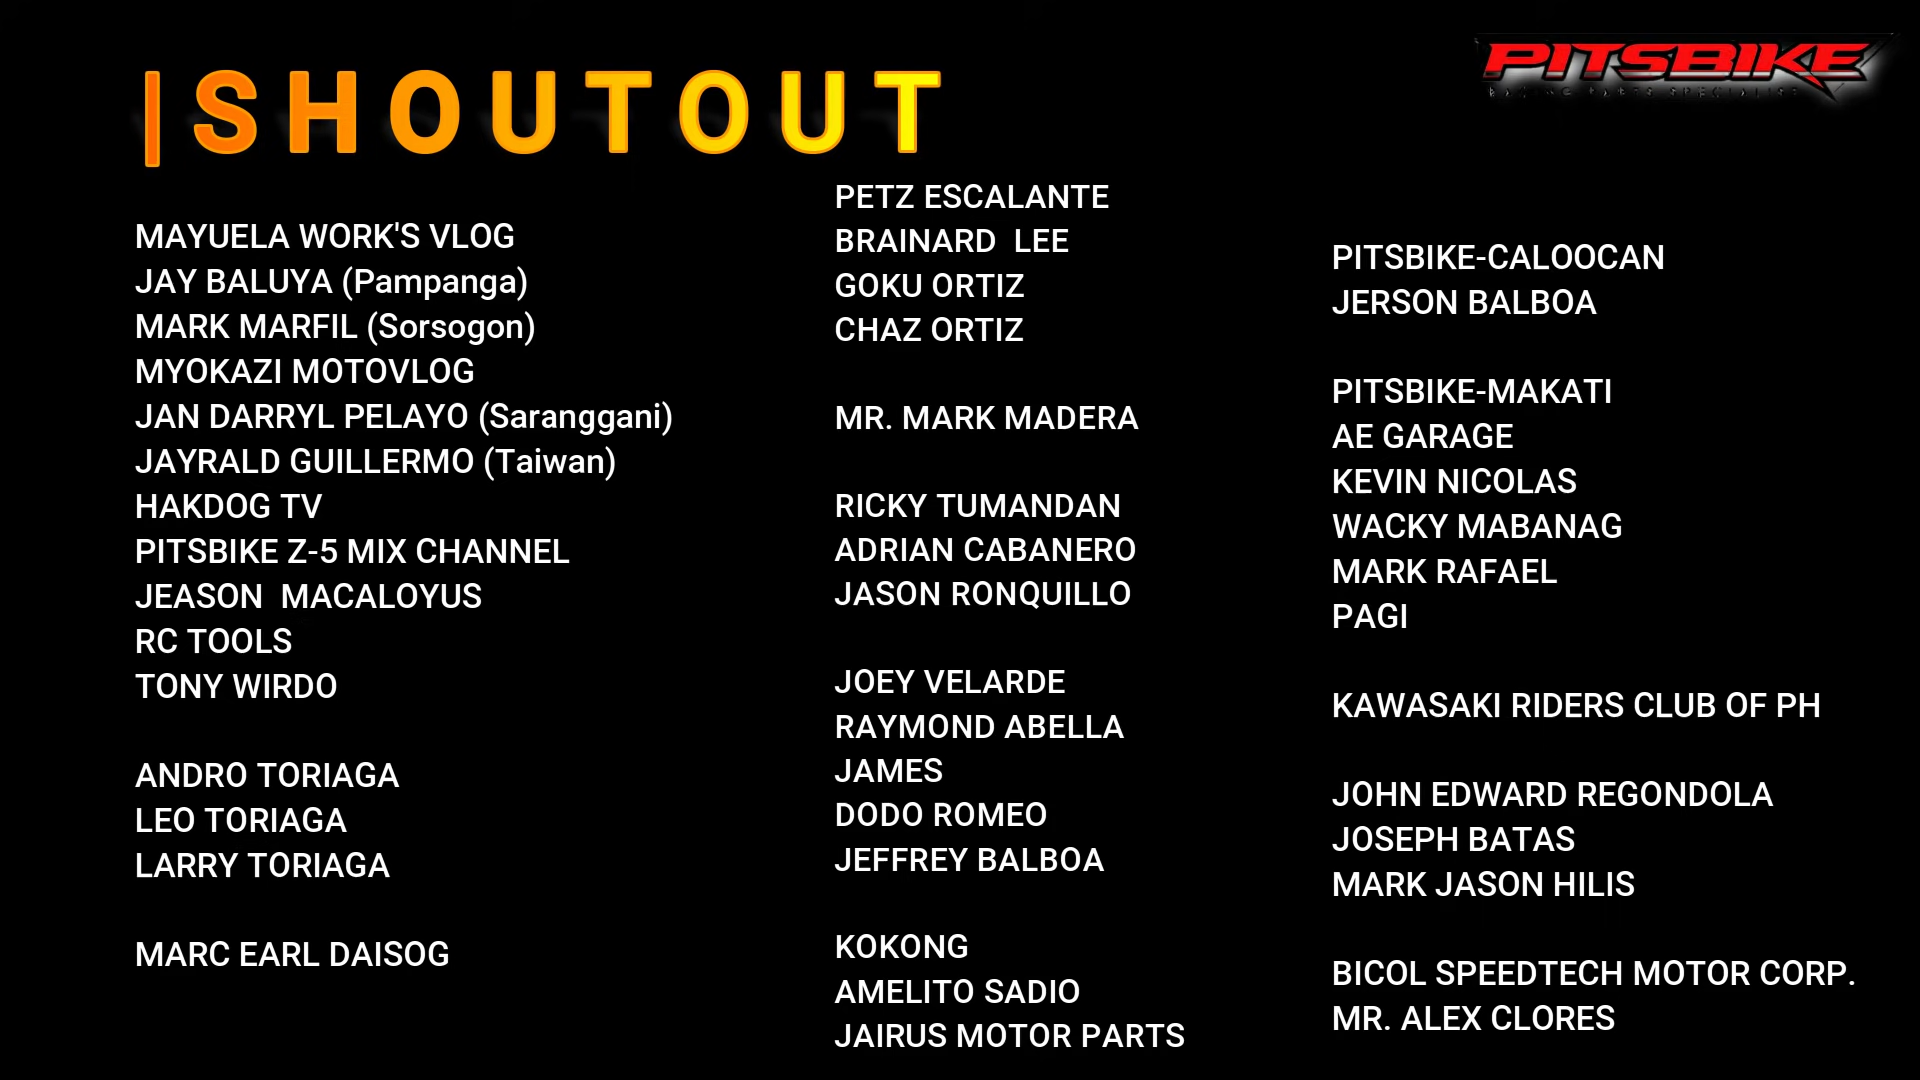 |SHOUTOUT
PITSBIKE
MAYUELA WORK'S VLOG
JAY BALUYA (Pampanga)
MARK MARFIL (Sorsogon)
MYOKAZI MOTOVLOG
JAN DARRYL PELAYO (Saranggani)
JAYRALD GUILLERMO (Taiwan)
HAKDOG TV
PITSBIKE Z-5 MIX CHANNEL
JEASON  MACALOYUS
RC TOOLS
TONY WIRDO
ANDRO TORIAGA
LEO TORIAGA
LARRY TORIAGA
MARC EARL DAISOG
PETZ ESCALANTE
BRAINARD  LEE
GOKU ORTIZ
CHAZ ORTIZ
MR. MARK MADERA
RICKY TUMANDAN
ADRIAN CABANERO
JASON RONQUILLO
JOEY VELARDE
RAYMOND ABELLA
JAMES
DODO ROMEO
JEFFREY BALBOA
KOKONG
AMELITO SADIO
JAIRUS MOTOR PARTS
PITSBIKE-CALOOCAN
JERSON BALBOA
PITSBIKE-MAKATI
AE GARAGE
KEVIN NICOLAS
WACKY MABANAG
MARK RAFAEL
PAGI
KAWASAKI RIDERS CLUB OF PH
JOHN EDWARD REGONDOLA
JOSEPH BATAS
MARK JASON HILIS
BICOL SPEEDTECH MOTOR CORP.
MR. ALEX CLORES